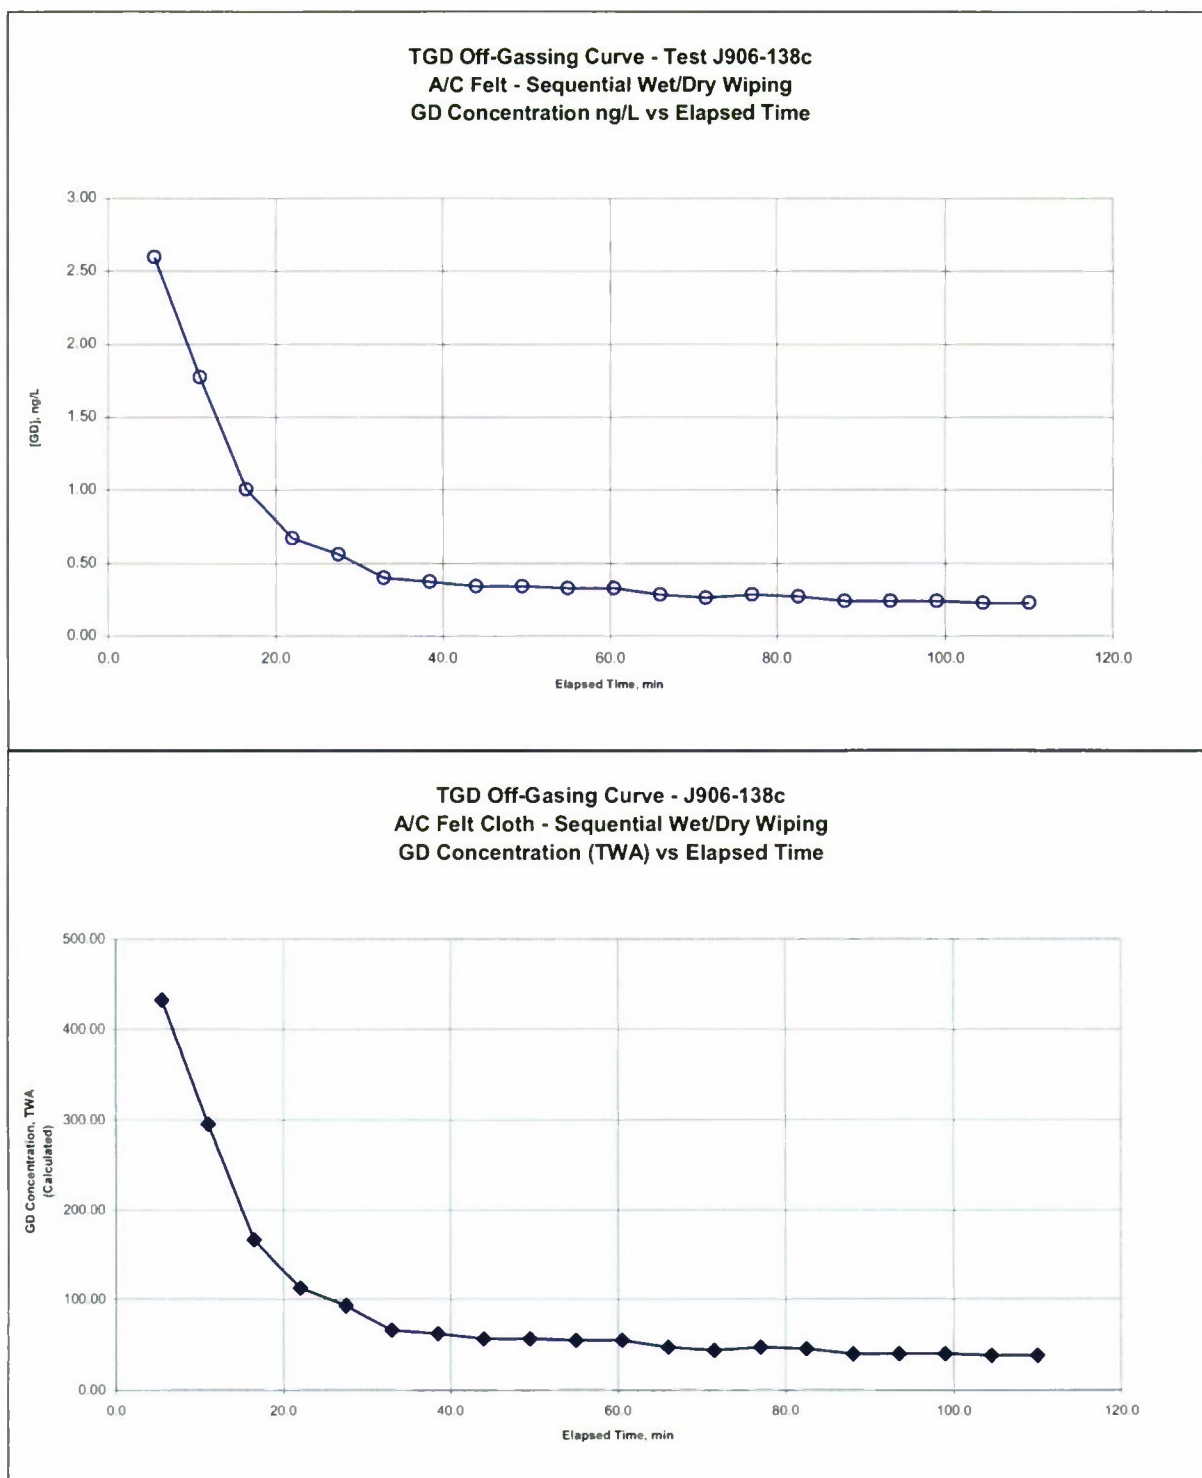 TGD Off-Gassing Curve - Test J906-138c
A/C Felt - Sequential Wet/Dry Wiping
GD Concentration ng/L vs Elapsed Time
3.00
2.50
2.00
1.50
1.00
0.50
0.00
[GD], ng/L
0.0 20.0 40.0 60.0 80.0 100.0 120.0
Elapsed Time, min
TGD Off-Gasing Curve - J906-138c
A/C Felt Cloth - Sequential Wet/Dry Wiping
GD Concentration (TWA) vs Elapsed Time
500.00
400.00
300.00
200.00
100.00
0.00
GD Concentration, TWA
(Calculated)
0.0 20.0 40.0 60.0 80.0 100.0 120.0
Elapsed Time, min